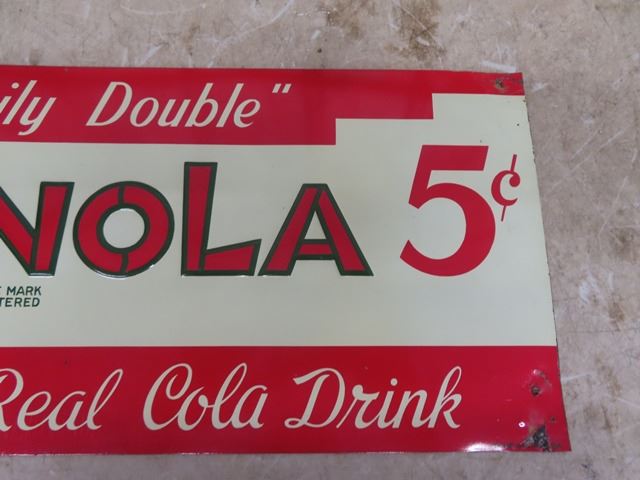 ily Double"
NOLA 5¢
MARK
TERED
Real Cola Drink